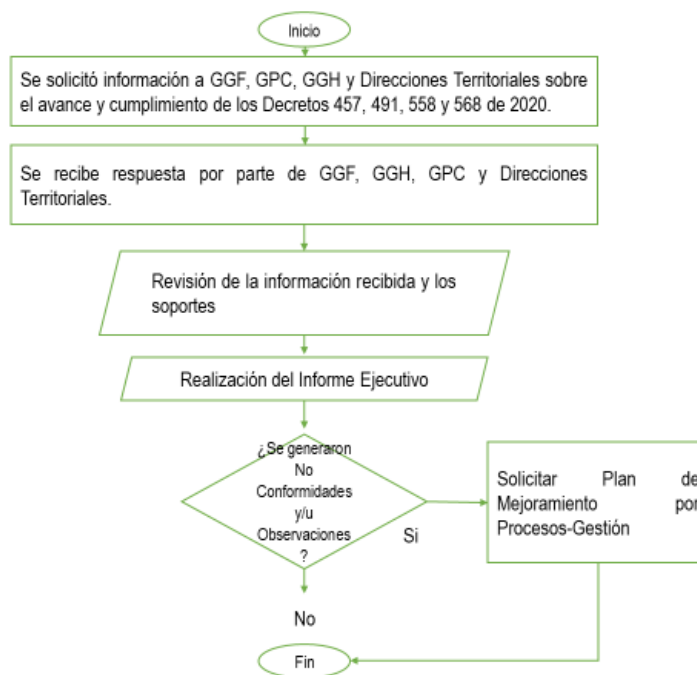 Inicio
Se solicitó información a GGF, GPC, GGH y Direcciones Territoriales sobre
el avance y cumplimiento de los Decretos 457, 491, 558 y 568 de 2020.
Se recibe respuesta por parte de GGF, GGH, GPC y Direcciones
Territoriales.
Revisión de la información recibida y los
soportes
Realización del Informe Ejecutivo
¿Se generaron
No
Conformidades
y/u
Observaciones
?
Si
Solicitar Plan de
Mejoramiento por
Procesos-Gestión
No
Fin